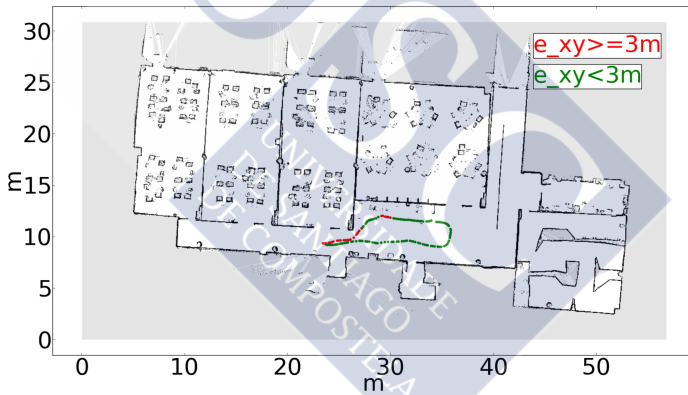 e_xy>=3m
e_xy<3m
30
25
20
15
10
5
0
m
0
10
20
30
40
50
m
USC
UNIVERSIDADE
DE SANTIAGO
DE COMPOSTELA